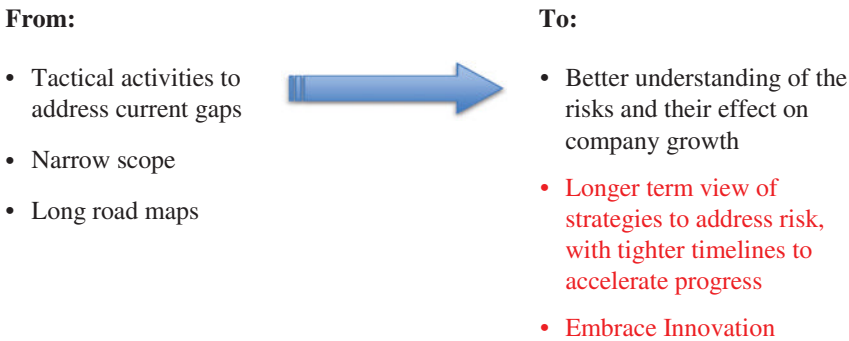 From:
• Tactical activities to
address current gaps
• Narrow scope
• Long road maps
To:
• Better understanding of the
risks and their effect on
company growth
• Longer term view of
strategies to address risk,
with tighter timelines to
accelerate progress
• Embrace Innovation